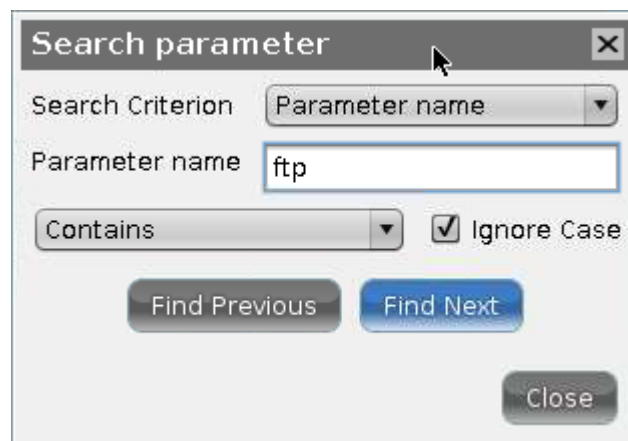 Search parameter
Search Criterion Parameter name
Parameter name ftp
Contains Ignore Case
Find Previous Find Next
Close